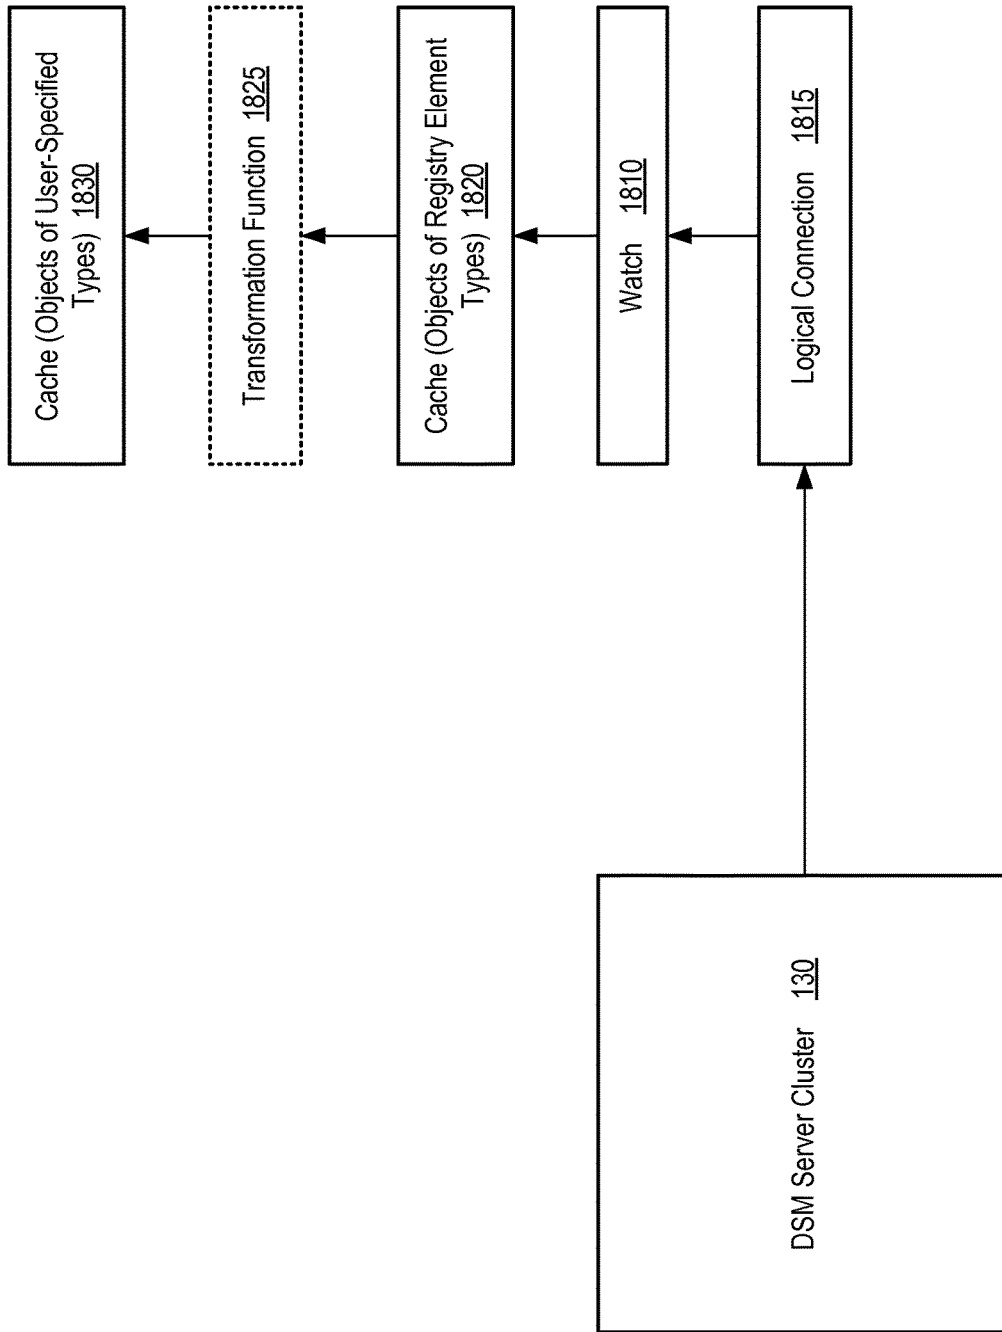 Cache (Objects of User-Specified
Types) 1830
Transformation Function 1825
Cache (Objects of Registry Element
Types) 1820
Watch 1810
Logical Connection 1815
DSM Server Cluster 130